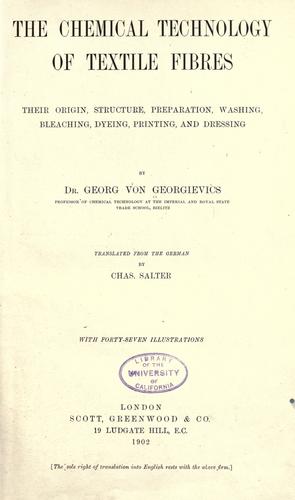 THE CHEMICAL TECHNOLOGY
OF TEXTILE FIBRES
THEIR ORIGIN, STRUCTURE, PREPARATION, WASHING,
BLEACHING, DYEING, PRINTING, AND DRESSING
BY
DR. GEORG VON GEORGIEVICS
PROFESSOR OF CHEMICAL TECHNOLOGY AT THE IMPERIAL AND ROYAL STATE
TRADE SCHOOL, BIELITZ
TRANSLATED FROM THE GERMAN
BY
CHAS. SALTER
WITH FORTY-SEVEN ILLUSTRATIONS
LIBRARY
OF THE
UNIVERSITY
OF
CALIFORNIA
LONDON
SCOTT, GREENWOOD & CO.
19 LUDGATE HILL, E.C.
1902
[The sole right of translation into English rests with the above firm.]